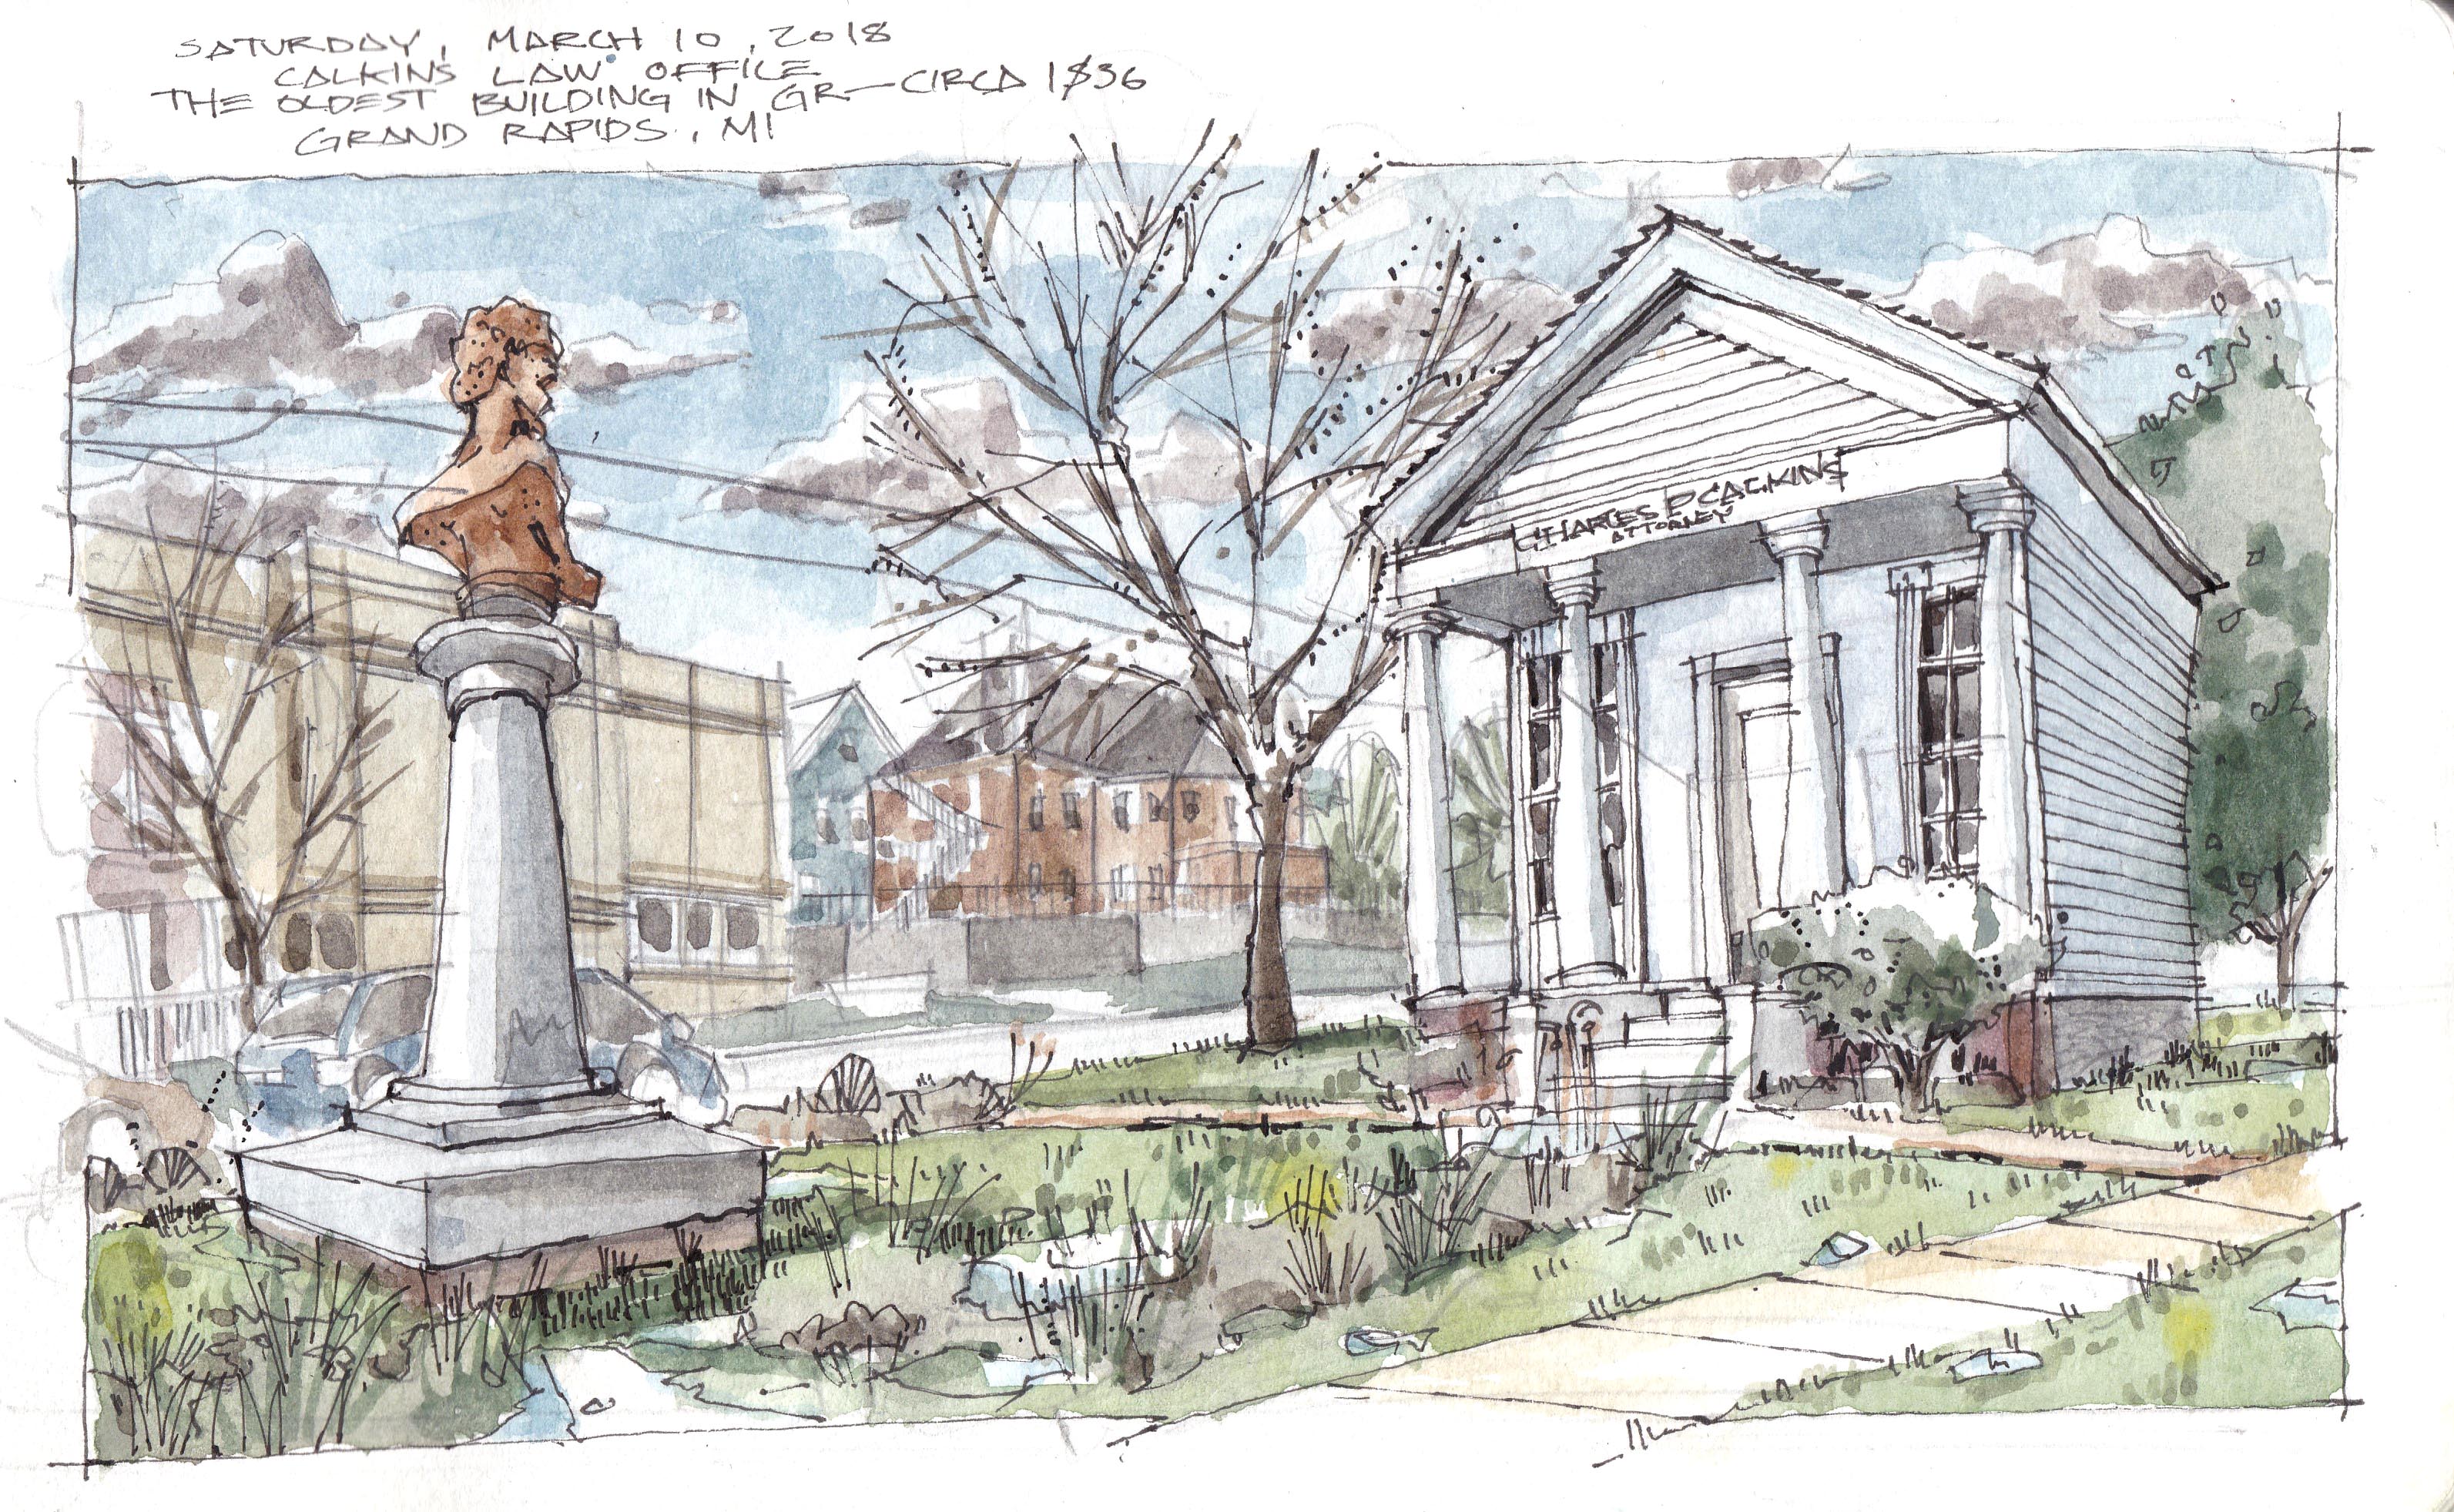 SATURDAY, MARCH 10, 2018
CALKINS LAW OFFICE
THE OLDEST BUILDING IN GR—CIRCA 1836
GRAND RAPIDS, MI
CHARLES P CALKINS
ATTORNEY